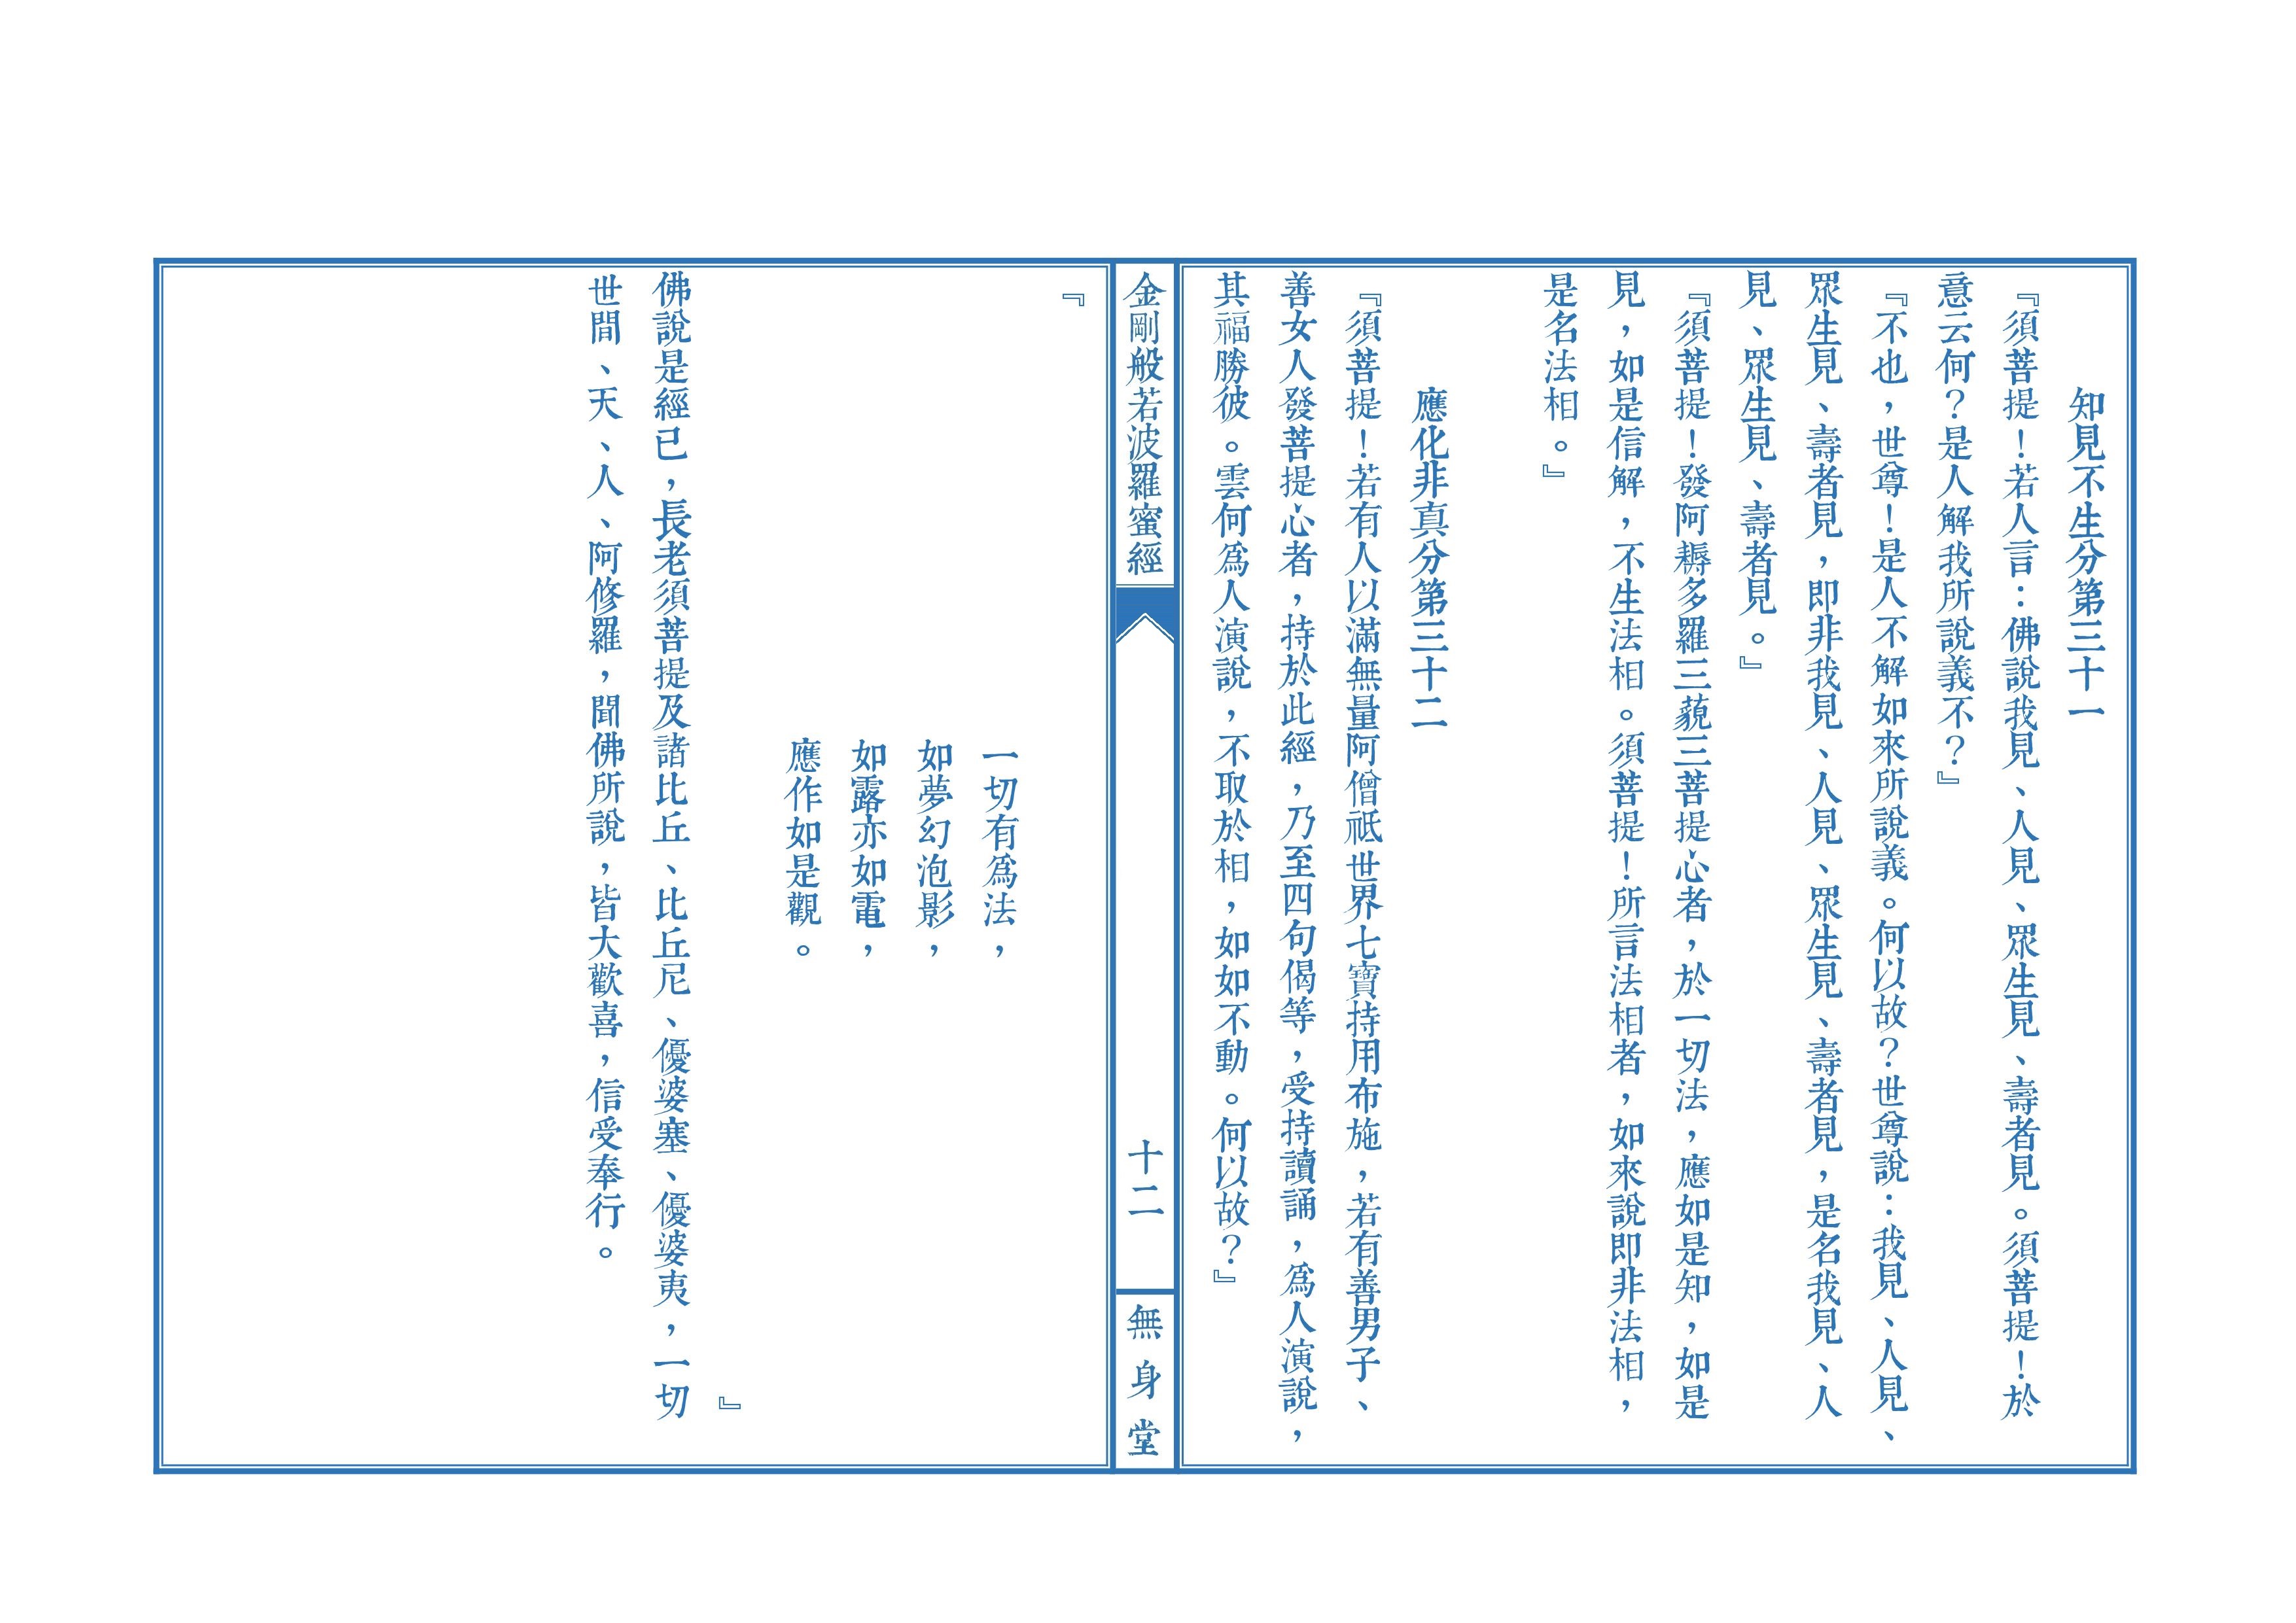 知見不生分第三十一
『須菩提！若人言：佛說我見、人見、眾生見、壽者見。須菩提！於
意云何？是人解我所說義不？』
『不也，世尊！是人不解如來所說義。何以故？世尊說：我見、人見、
眾生見、壽者見，即非我見、人見、眾生見、壽者見，是名我見、人
見、眾生見、壽者見。』
『須菩提！發阿耨多羅三藐三菩提心者，於一切法，應如是知，如是
見，如是信解，不生法相。須菩提！所言法相者，如來說即非法相，
是名法相。』
應化非真分第三十二
『須菩提！若有人以滿無量阿僧祇世界七寶持用布施，若有善男子、
善女人發菩提心者，持於此經，乃至四句偈等，受持讀誦，為人演說，
其福勝彼。雲何為人演說，不取於相，如如不動。何以故？』
金剛般若波羅蜜經
十二
無身堂
『
一切有為法，
如夢幻泡影，
如露亦如電，
應作如是觀。
』
佛說是經已，長老須菩提及諸比丘、比丘尼、優婆塞、優婆夷，一切
世間、天、人、阿修羅，聞佛所說，皆大歡喜，信受奉行。